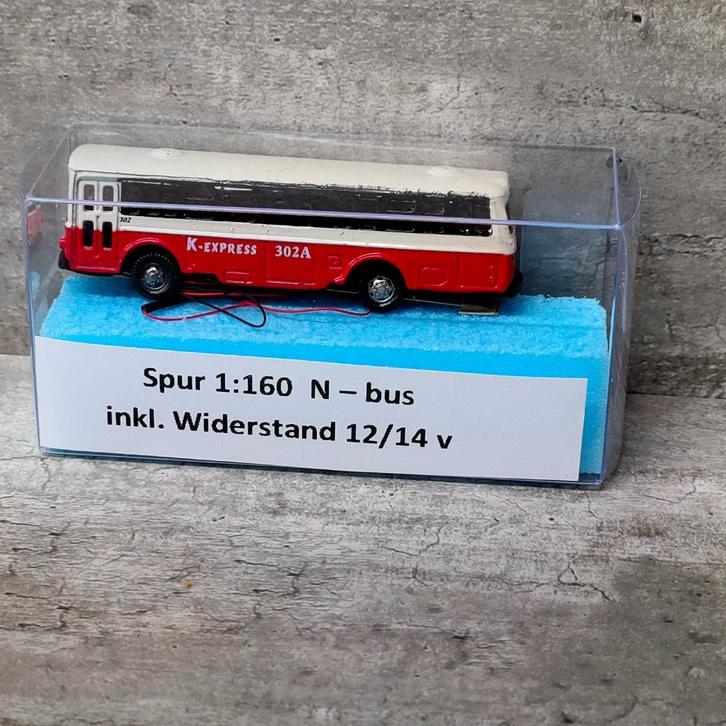 302
K-EXPRESS 302A
Spur 1:160 N – bus
inkl. Widerstand 12/14 v